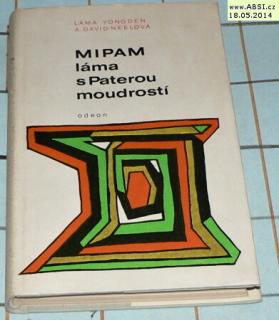 www.ABSI.cz
18.05.2014
LAMA YONGDEN
A. DAVID-NEELOVÁ
MIPAM
láma
s Paterou
moudrostí
odeon